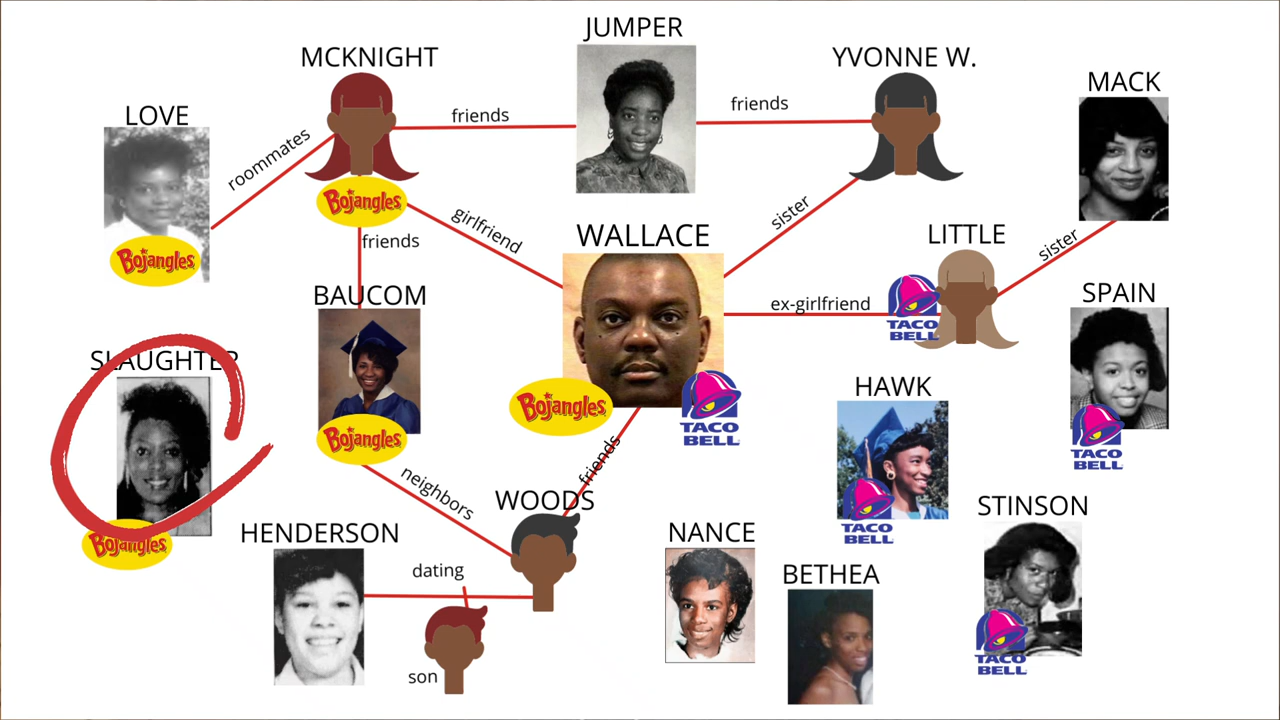 JUMPER
MCKNIGHT
YVONNE W.
MACK
LOVE
friends
friends
roommates
Bojangles
girlfriend
sister
WALLACE
LITTLE
sister
Bojangles
friends
BAUCOM
ex-girlfriend
TACO
BELL
SPAIN
SLAUGHTER
HAWK
Bojangles
TACO
BELL
Bojangles
TACO
BELL
neighbors
friends
WOODS
STINSON
HENDERSON
NANCE
TACO
BELL
Bojangles
dating
BETHEA
TACO
BELL
son